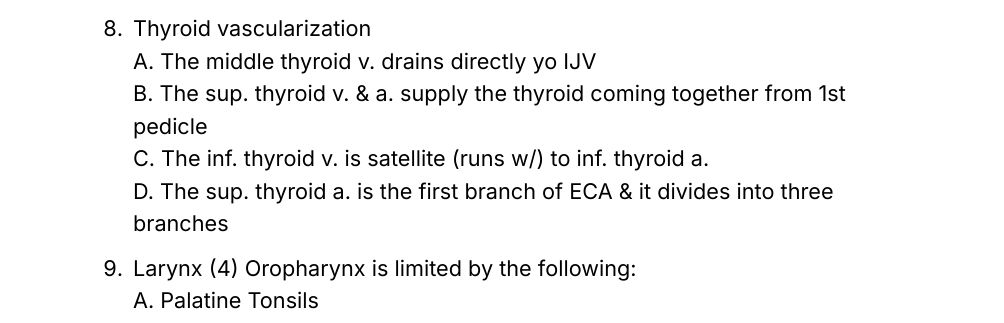 8. Thyroid vascularization
A. The middle thyroid v. drains directly yo IJV
B. The sup. thyroid v. & a. supply the thyroid coming together from 1st
pedicle
C. The inf. thyroid v. is satellite (runs w/) to inf. thyroid a.
D. The sup. thyroid a. is the first branch of ECA & it divides into three
branches
9. Larynx (4) Oropharynx is limited by the following:
A. Palatine Tonsils